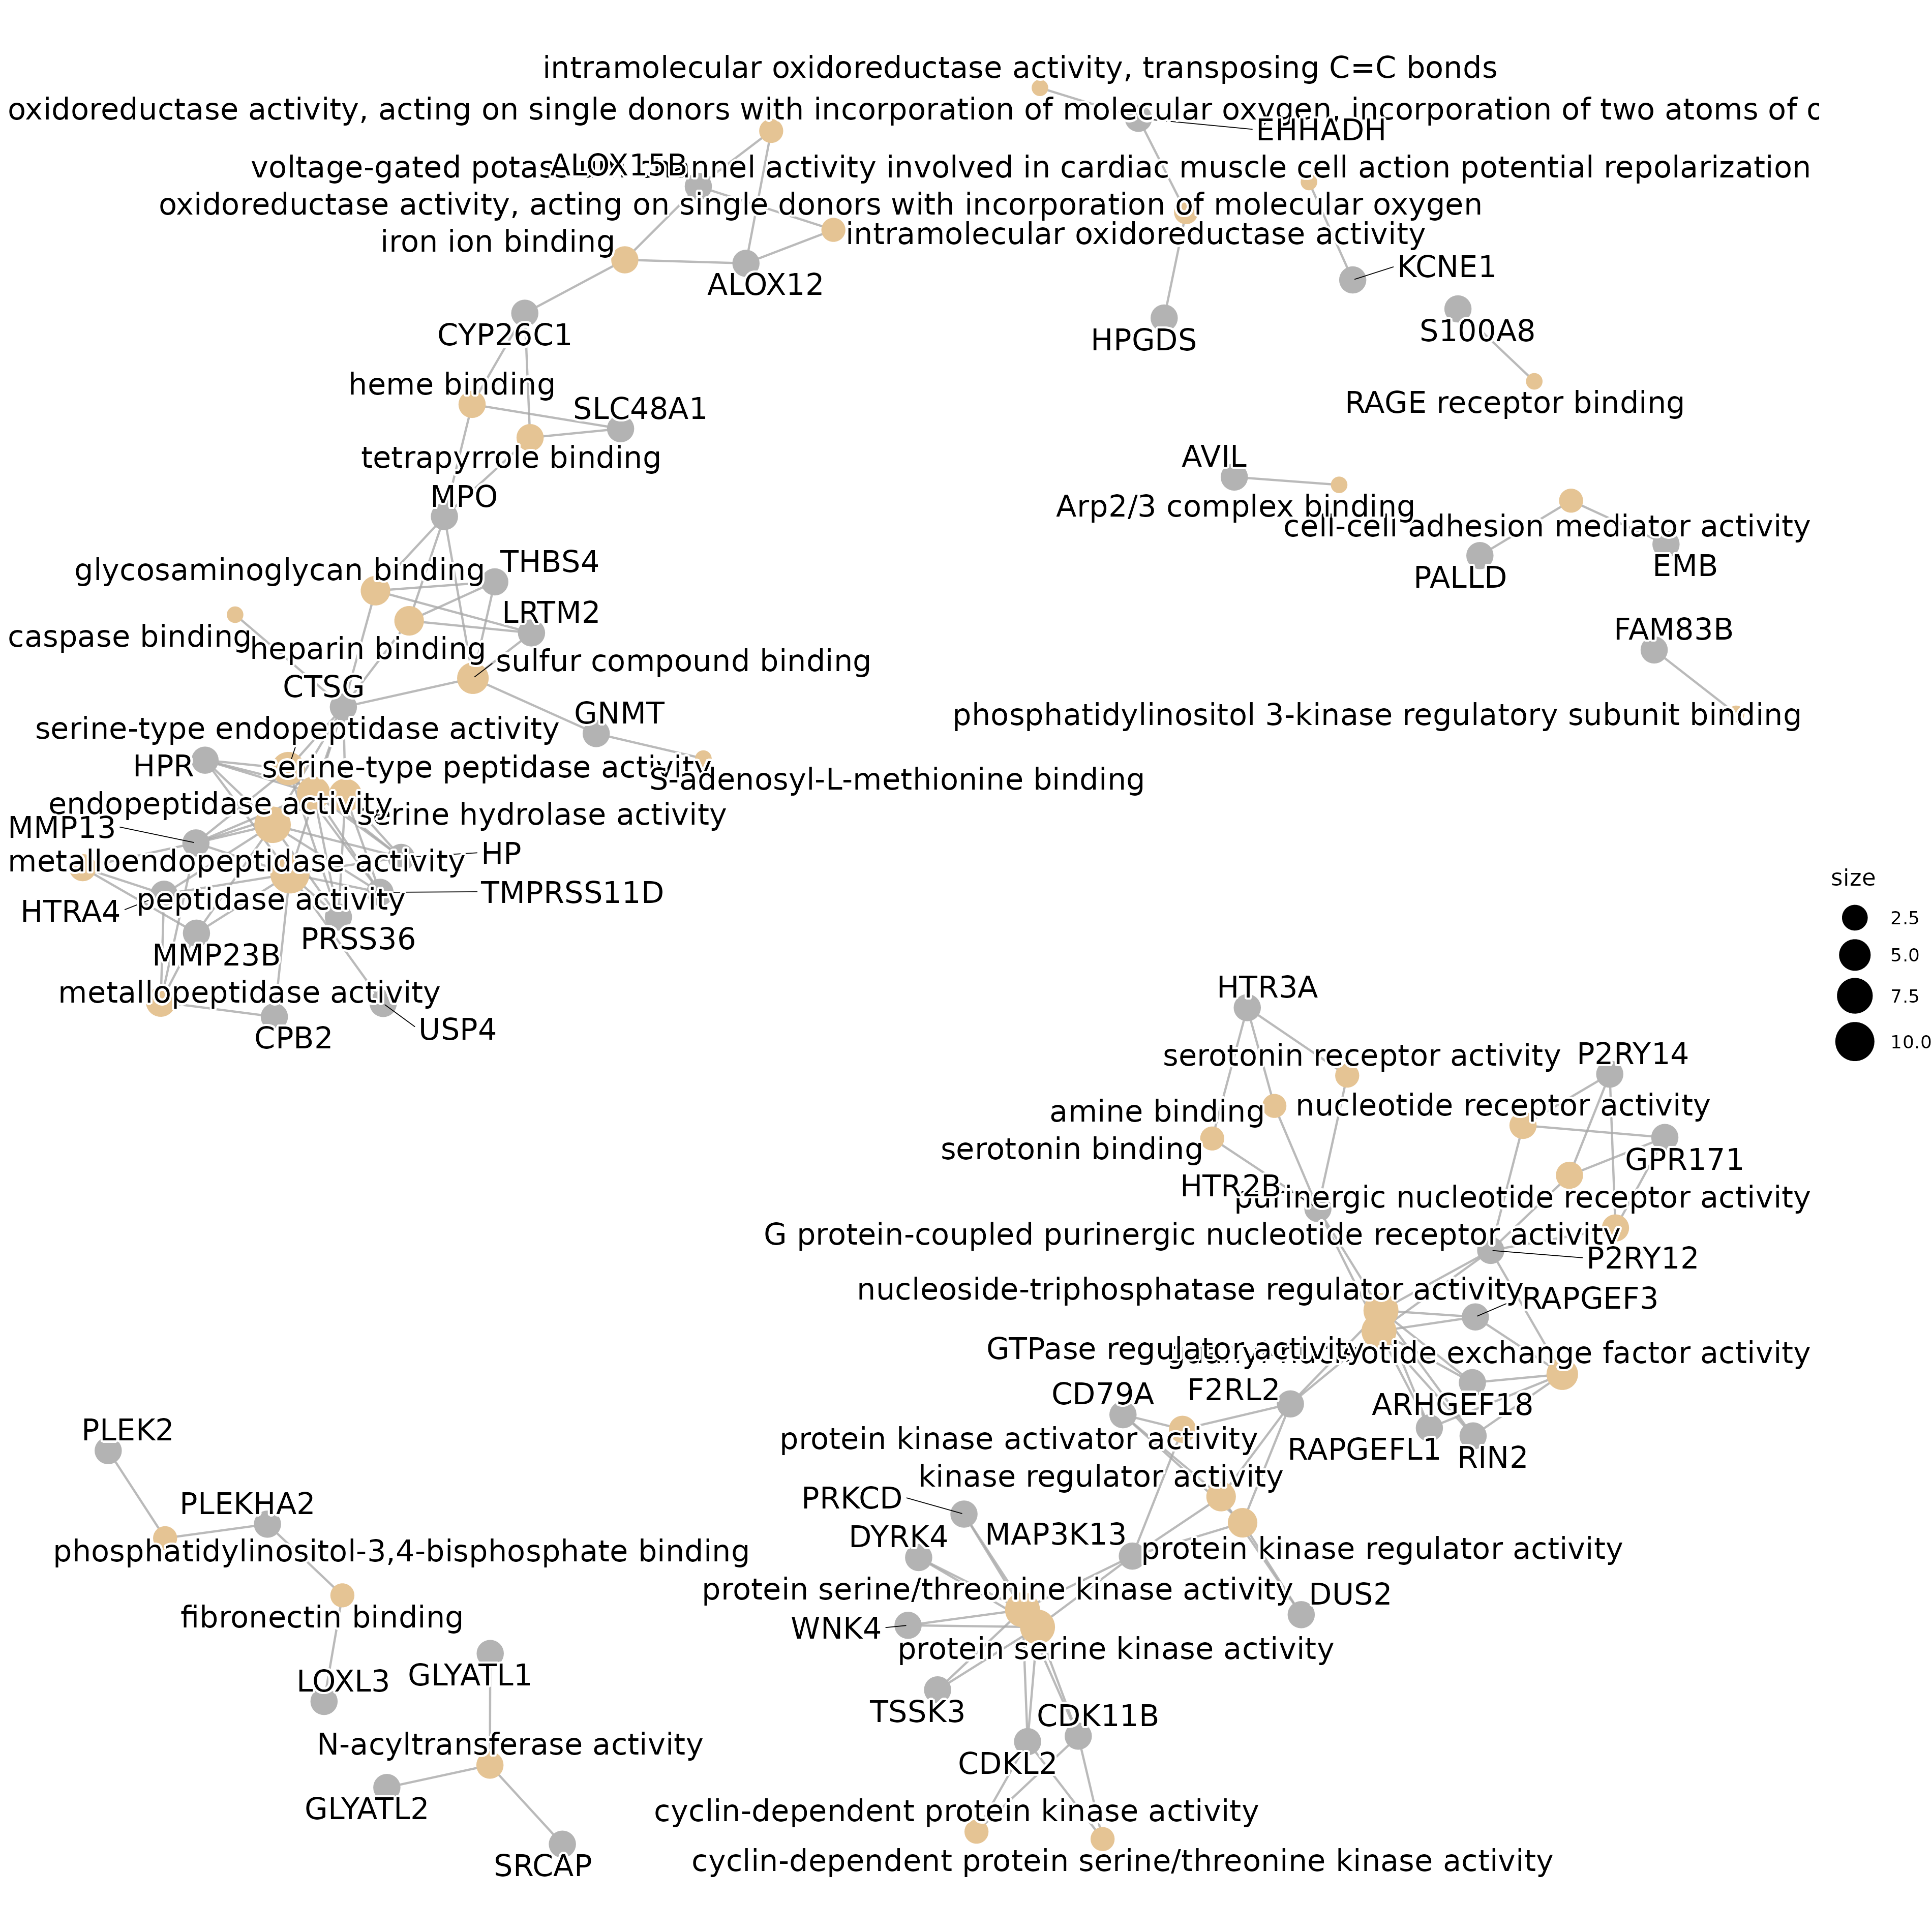 intramolecular oxidoreductase activity, transposing C=C bonds
oxidoreductase activity, acting on single donors with incorporation of molecular oxygen, incorporation of two atoms of
EHHADH
ALOX15B
voltage-gated activity involved in cardiac muscle cell action potential repolarization
oxidoreductase activity, acting on single donors with incorporation of molecular oxygen
intramolecular oxidoreductase activity
iron ion binding
KCNE1
ALOX12
S100A8
CYP26C1
HPGDS
heme binding
RAGE receptor binding
SLC48A1
tetrapyrrole binding
AVIL
MPO
Arp2/3 complex binding
cell-cell adhesion mediator activity
THBS4
glycosaminoglycan binding
EMB
PALLD
LRTM2
FAM83B
caspase binding
heparin binding
sulfur compound binding
CTSG
GNMT
phosphatidylinositol 3-kinase regulatory subunit binding
serine-type endopeptidase activity
HPR
serine-type peptidase activity
S-adenosyl-L-methionine binding
endopeptidase activity
serine hydrolase activity
MMP13
HP
metalloendopeptidase activity
size
TMPRSS11D
peptidase activity
HTRA4
2.5
PRSS36
MMP23B
5.0
HTR3A
metallopeptidase activity
7.5
USP4
CPB2
10.0
serotonin receptor activity
P2RY14
nucleotide receptor activity
amine binding
serotonin binding
GPR171
HTR2B
purinergic nucleotide receptor activity
G protein-coupled purinergic nucleotide receptor activity
P2RY12
nucleoside-triphosphatase regulator activity
RAPGEF3
GTPase regulator activity
exchange factor activity
F2RL2
CD79A
ARHGEF18
PLEK2
protein kinase activator activity
RAPGEFL1
RIN2
kinase regulator activity
PRKCD
PLEKHA2
MAP3K13
DYRK4
protein kinase regulator activity
phosphatidylinositol-3,4-bisphosphate binding
protein serine/threonine kinase activity
DUS2
fibronectin binding
WNK4
protein serine kinase activity
GLYATL1
LOXL3
TSSK3
CDK11B
N-acyltransferase activity
CDKL2
GLYATL2
cyclin-dependent protein kinase activity
cyclin-dependent protein serine/threonine kinase activity
SRCAP